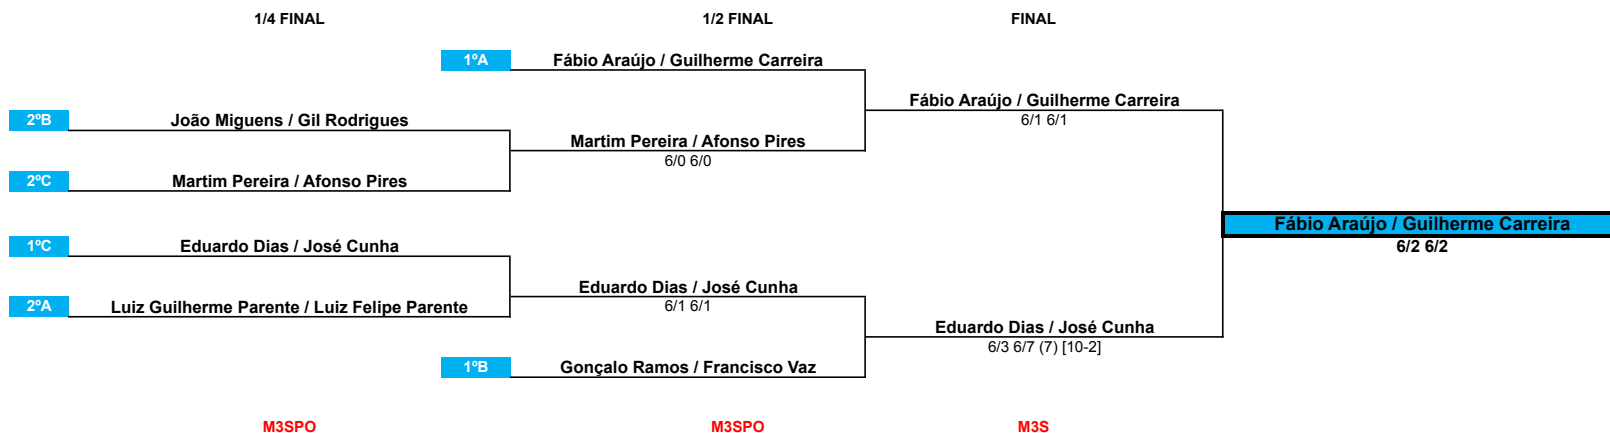 1/4 FINAL 1/2 FINAL FINAL
1ºA Fábio Araújo / Guilherme Carreira
Fábio Araújo / Guilherme Carreira
6/1 6/1
2ºB João Miguens / Gil Rodrigues
Martim Pereira / Afonso Pires
6/0 6/0
2ºC Martim Pereira / Afonso Pires
Fábio Araújo / Guilherme Carreira
6/2 6/2
1ºC Eduardo Dias / José Cunha
Eduardo Dias / José Cunha
6/1 6/1
2ºA Luiz Guilherme Parente / Luiz Felipe Parente
Eduardo Dias / José Cunha
6/3 6/7 (7) [10-2]
1ºB Gonçalo Ramos / Francisco Vaz
M3SPO M3SPO M3S